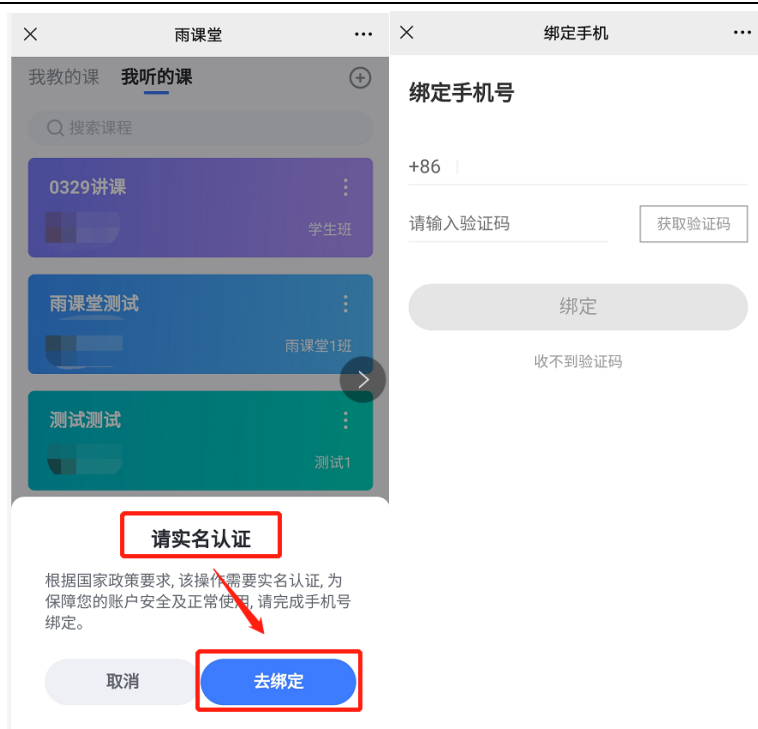 雨课堂
我教的课 我听的课
搜索课程
0329讲课
学生班
雨课堂测试
雨课堂1班
测试测试
测试1
请实名认证
根据国家政策要求, 该操作需要实名认证, 为
保障您的账户安全及正常使用, 请完成手机号
绑定。
取消 去绑定
绑定手机
绑定手机号
+86
请输入验证码 获取验证码
绑定
收不到验证码